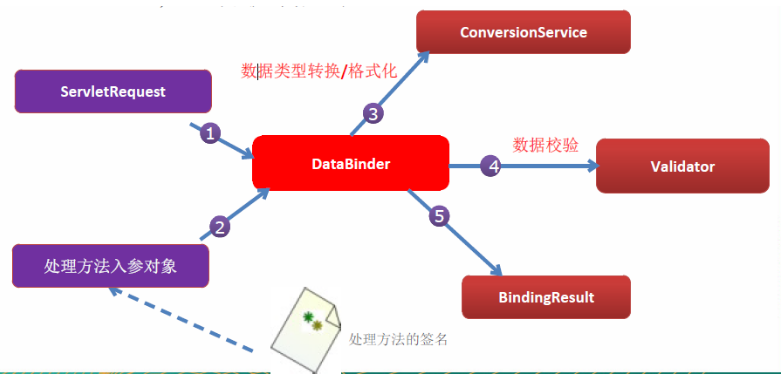 ConversionService
数据类型转换/格式化
ServletRequest
3
1
数据校验
DataBinder
4
Validator
2
5
处理方法入参对象
BindingResult
处理方法的签名